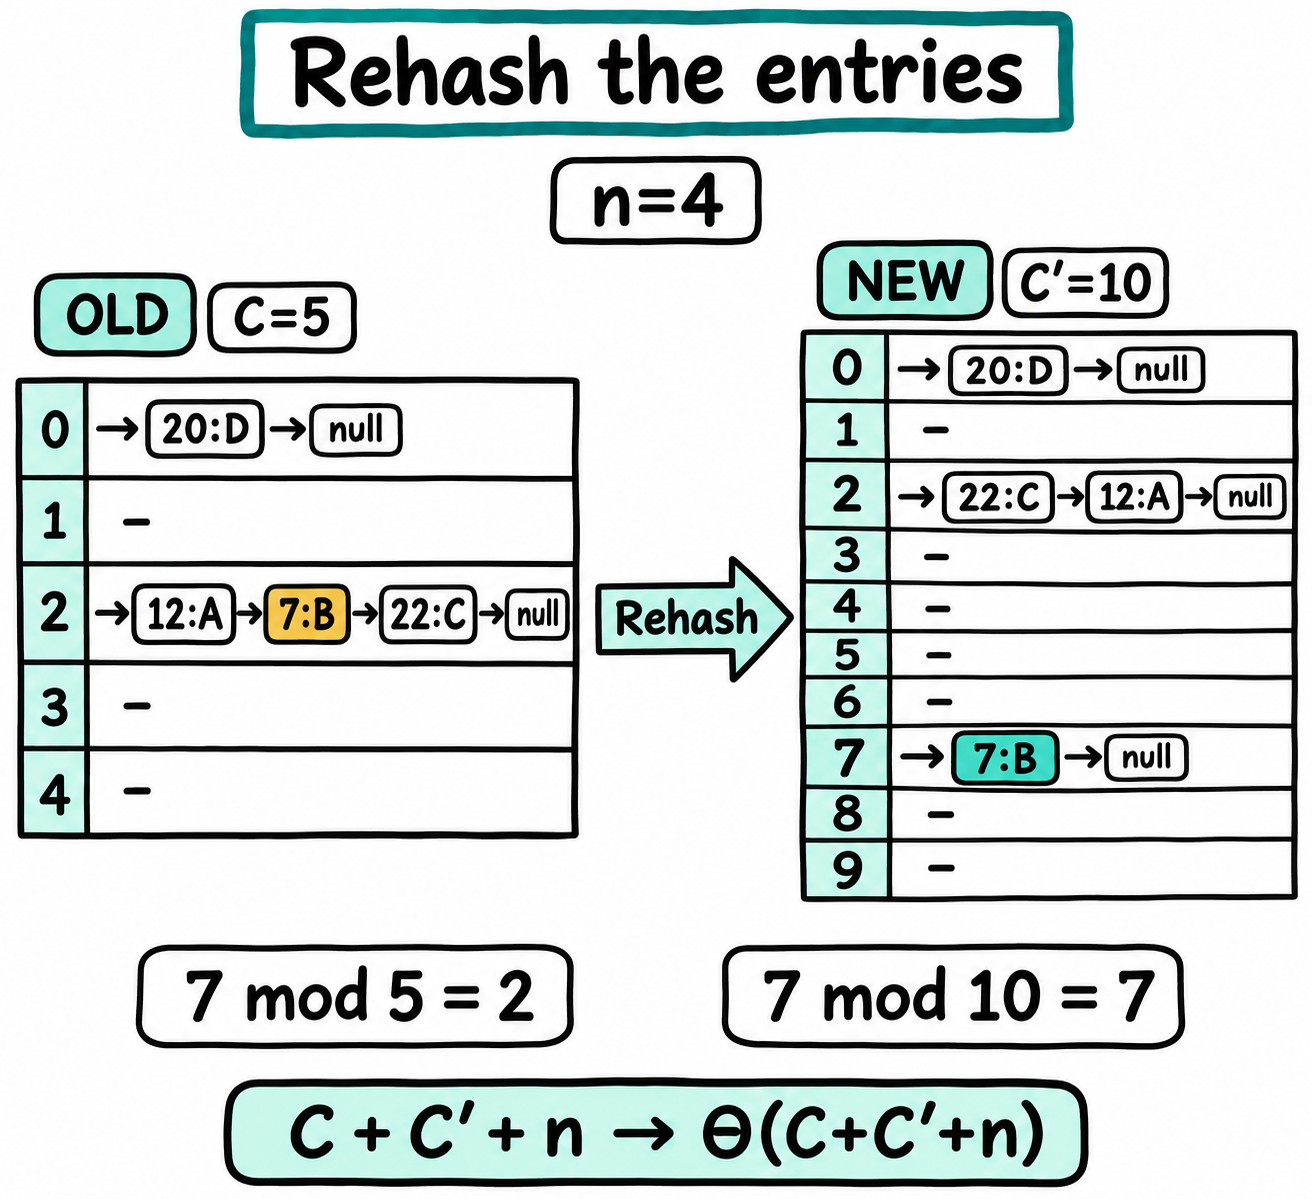 Rehash the entries
n=4
OLD C=5
0 → 20:D → null
1 –
2 → 12:A → 7:B → 22:C → null
3 –
4 –
Rehash
NEW C′=10
0 → 20:D → null
1 –
2 → 22:C → 12:A → null
3 –
4 –
5 –
6 –
7 → 7:B → null
8 –
9 –
7 mod 5 = 2
7 mod 10 = 7
C + C′ + n → Θ(C+C′+n)